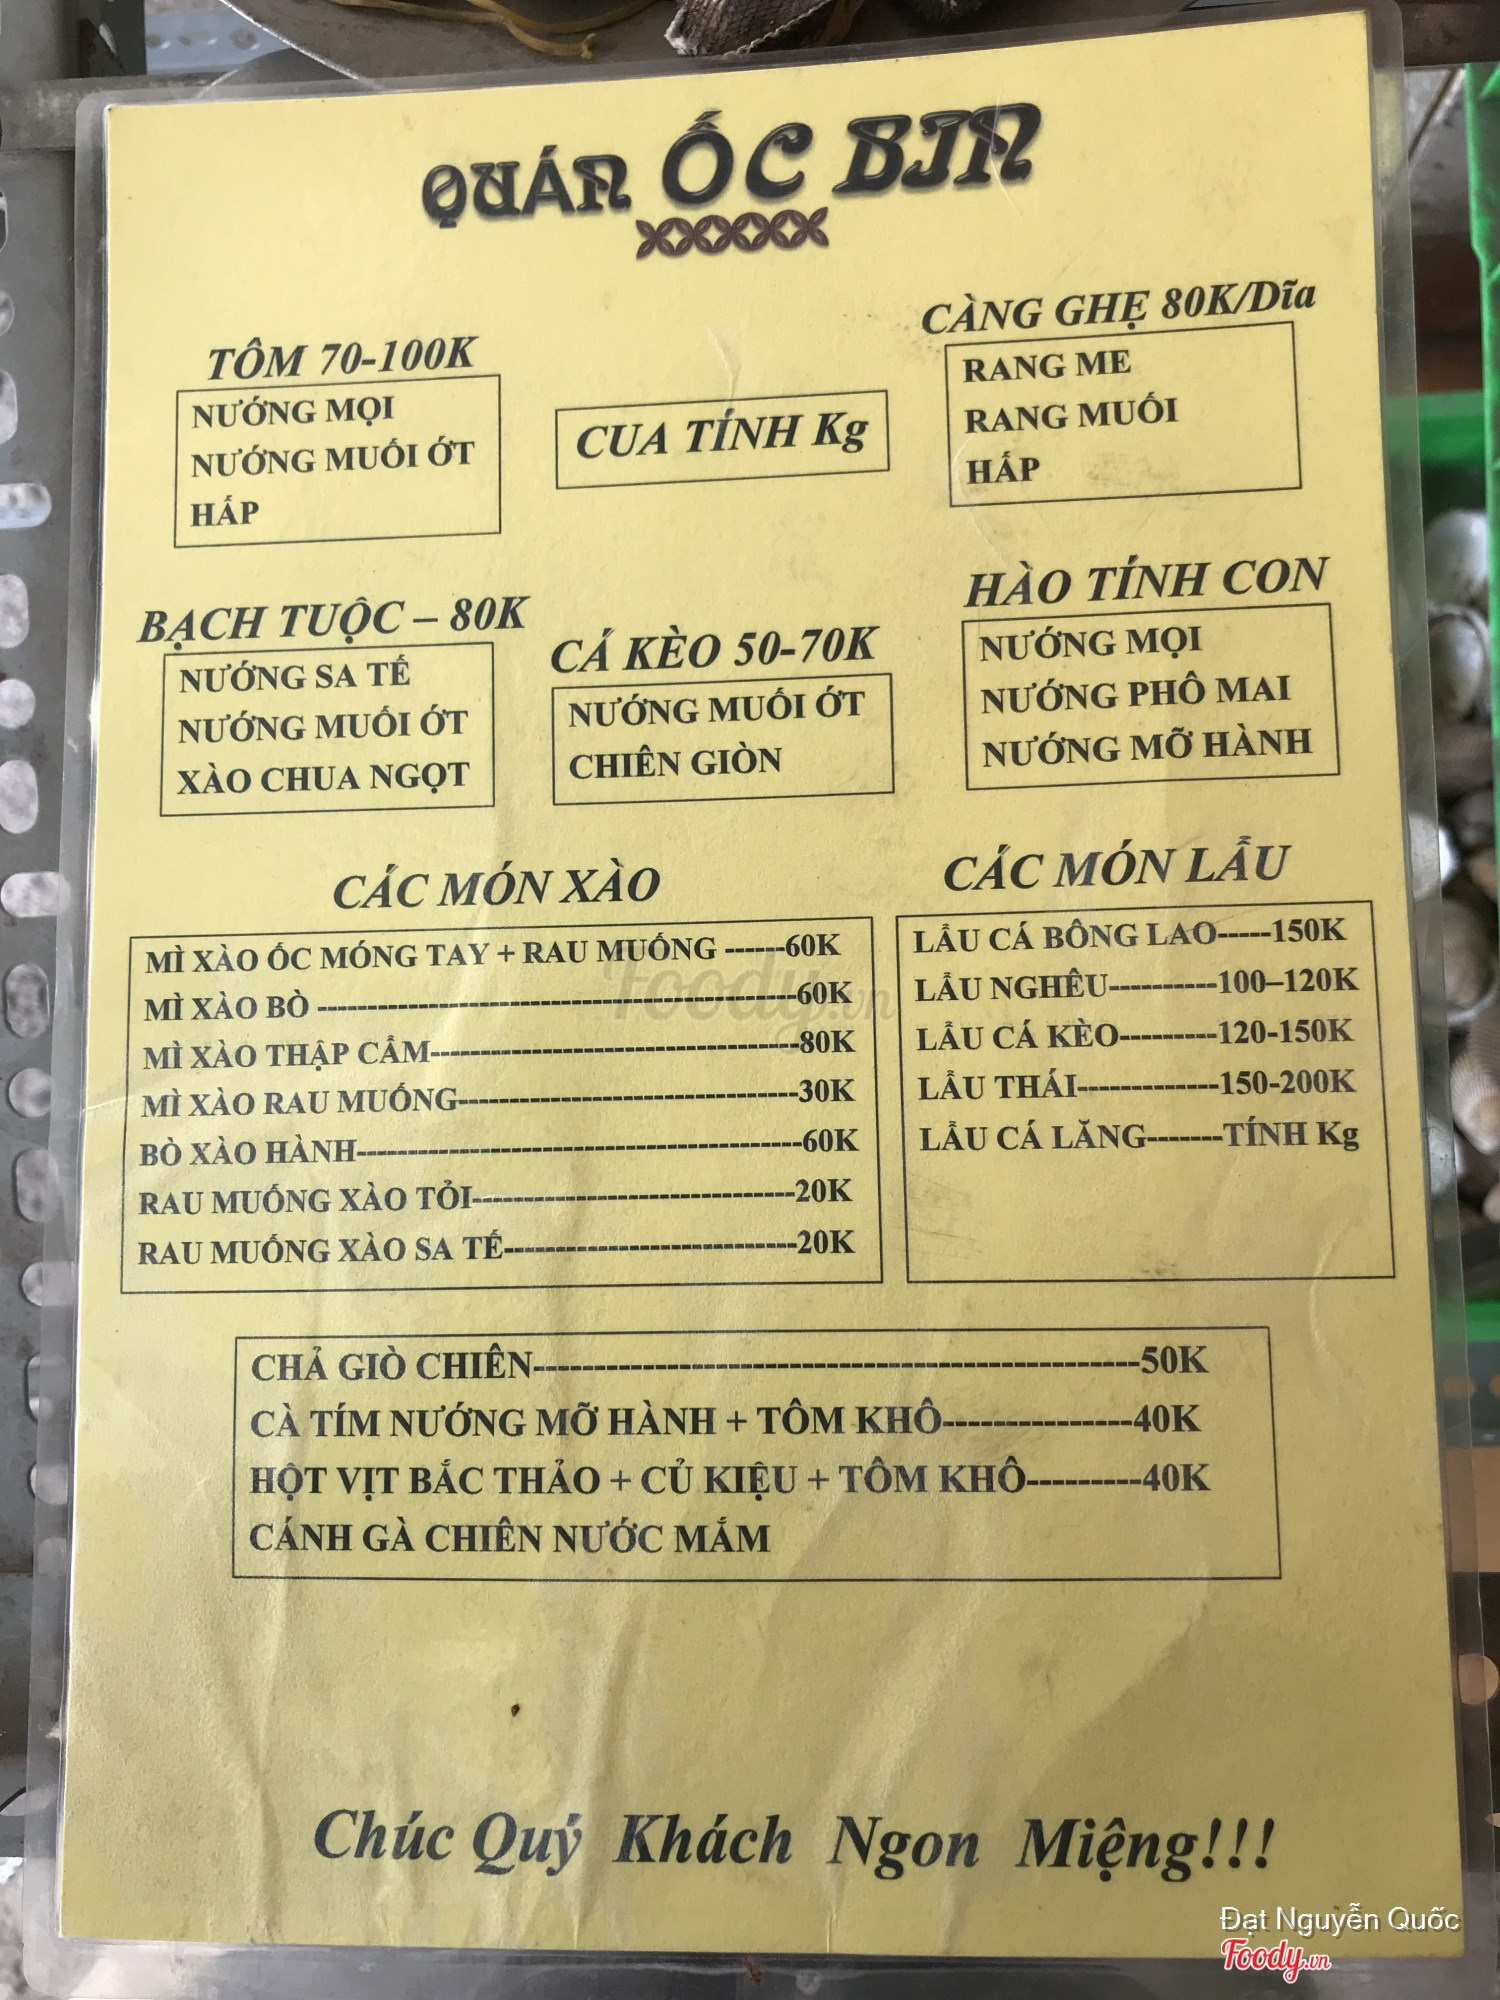 QUÁN ỐC BIN
TÔM 70-100K
NƯỚNG MỌI
NƯỚNG MUỐI ỚT
HẤP
CUA TÍNH Kg
CÀNG GHẸ 80K/Dĩa
RANG ME
RANG MUỐI
HẤP
BẠCH TUỘC – 80K
NƯỚNG SA TẾ
NƯỚNG MUỐI ỚT
XÀO CHUA NGỌT
CÁ KÈO 50-70K
NƯỚNG MUỐI ỚT
CHIÊN GIÒN
HÀO TÍNH CON
NƯỚNG MỌI
NƯỚNG PHÔ MAI
NƯỚNG MỠ HÀNH
CÁC MÓN XÀO
MÌ XÀO ỐC MÓNG TAY + RAU MUỐNG ------60K
MÌ XÀO BÒ ------------------------------------------------60K
MÌ XÀO THẬP CẨM-------------------------------------80K
MÌ XÀO RAU MUỐNG----------------------------------30K
BÒ XÀO HÀNH--------------------------------------------60K
RAU MUỐNG XÀO TỎI--------------------------------20K
RAU MUỐNG XÀO SA TẾ-----------------------------20K
CÁC MÓN LẨU
LẨU CÁ BÔNG LAO-----150K
LẨU NGHÊU----------100–120K
LẨU CÁ KÈO---------120-150K
LẨU THÁI-------------150-200K
LẨU CÁ LĂNG-------TÍNH Kg
CHẢ GIÒ CHIÊN------------------------------------------------50K
CÀ TÍM NƯỚNG MỠ HÀNH + TÔM KHÔ---------------40K
HỘT VỊT BẮC THẢO + CỦ KIỆU + TÔM KHÔ---------40K
CÁNH GÀ CHIÊN NƯỚC MẮM
Chúc Quý Khách Ngon Miệng!!!
Foody.vn
Đạt Nguyễn Quốc
Foody.vn